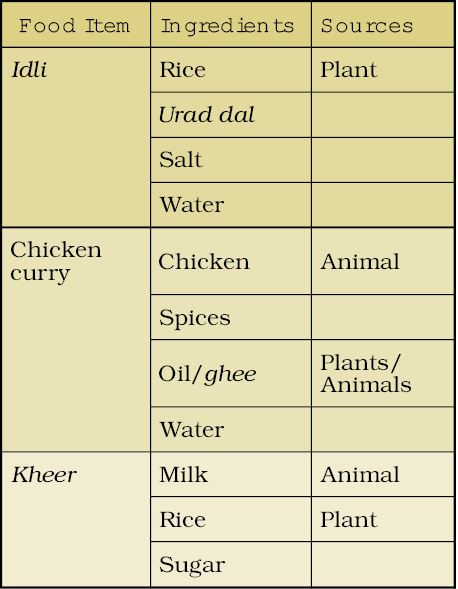 Food Item Ingredients Sources
Idli Rice Plant
Urad dal
Salt
Water
Chicken
curry Chicken Animal
Spices
Oil/ghee Plants/
Animals
Water
Kheer Milk Animal
Rice Plant
Sugar